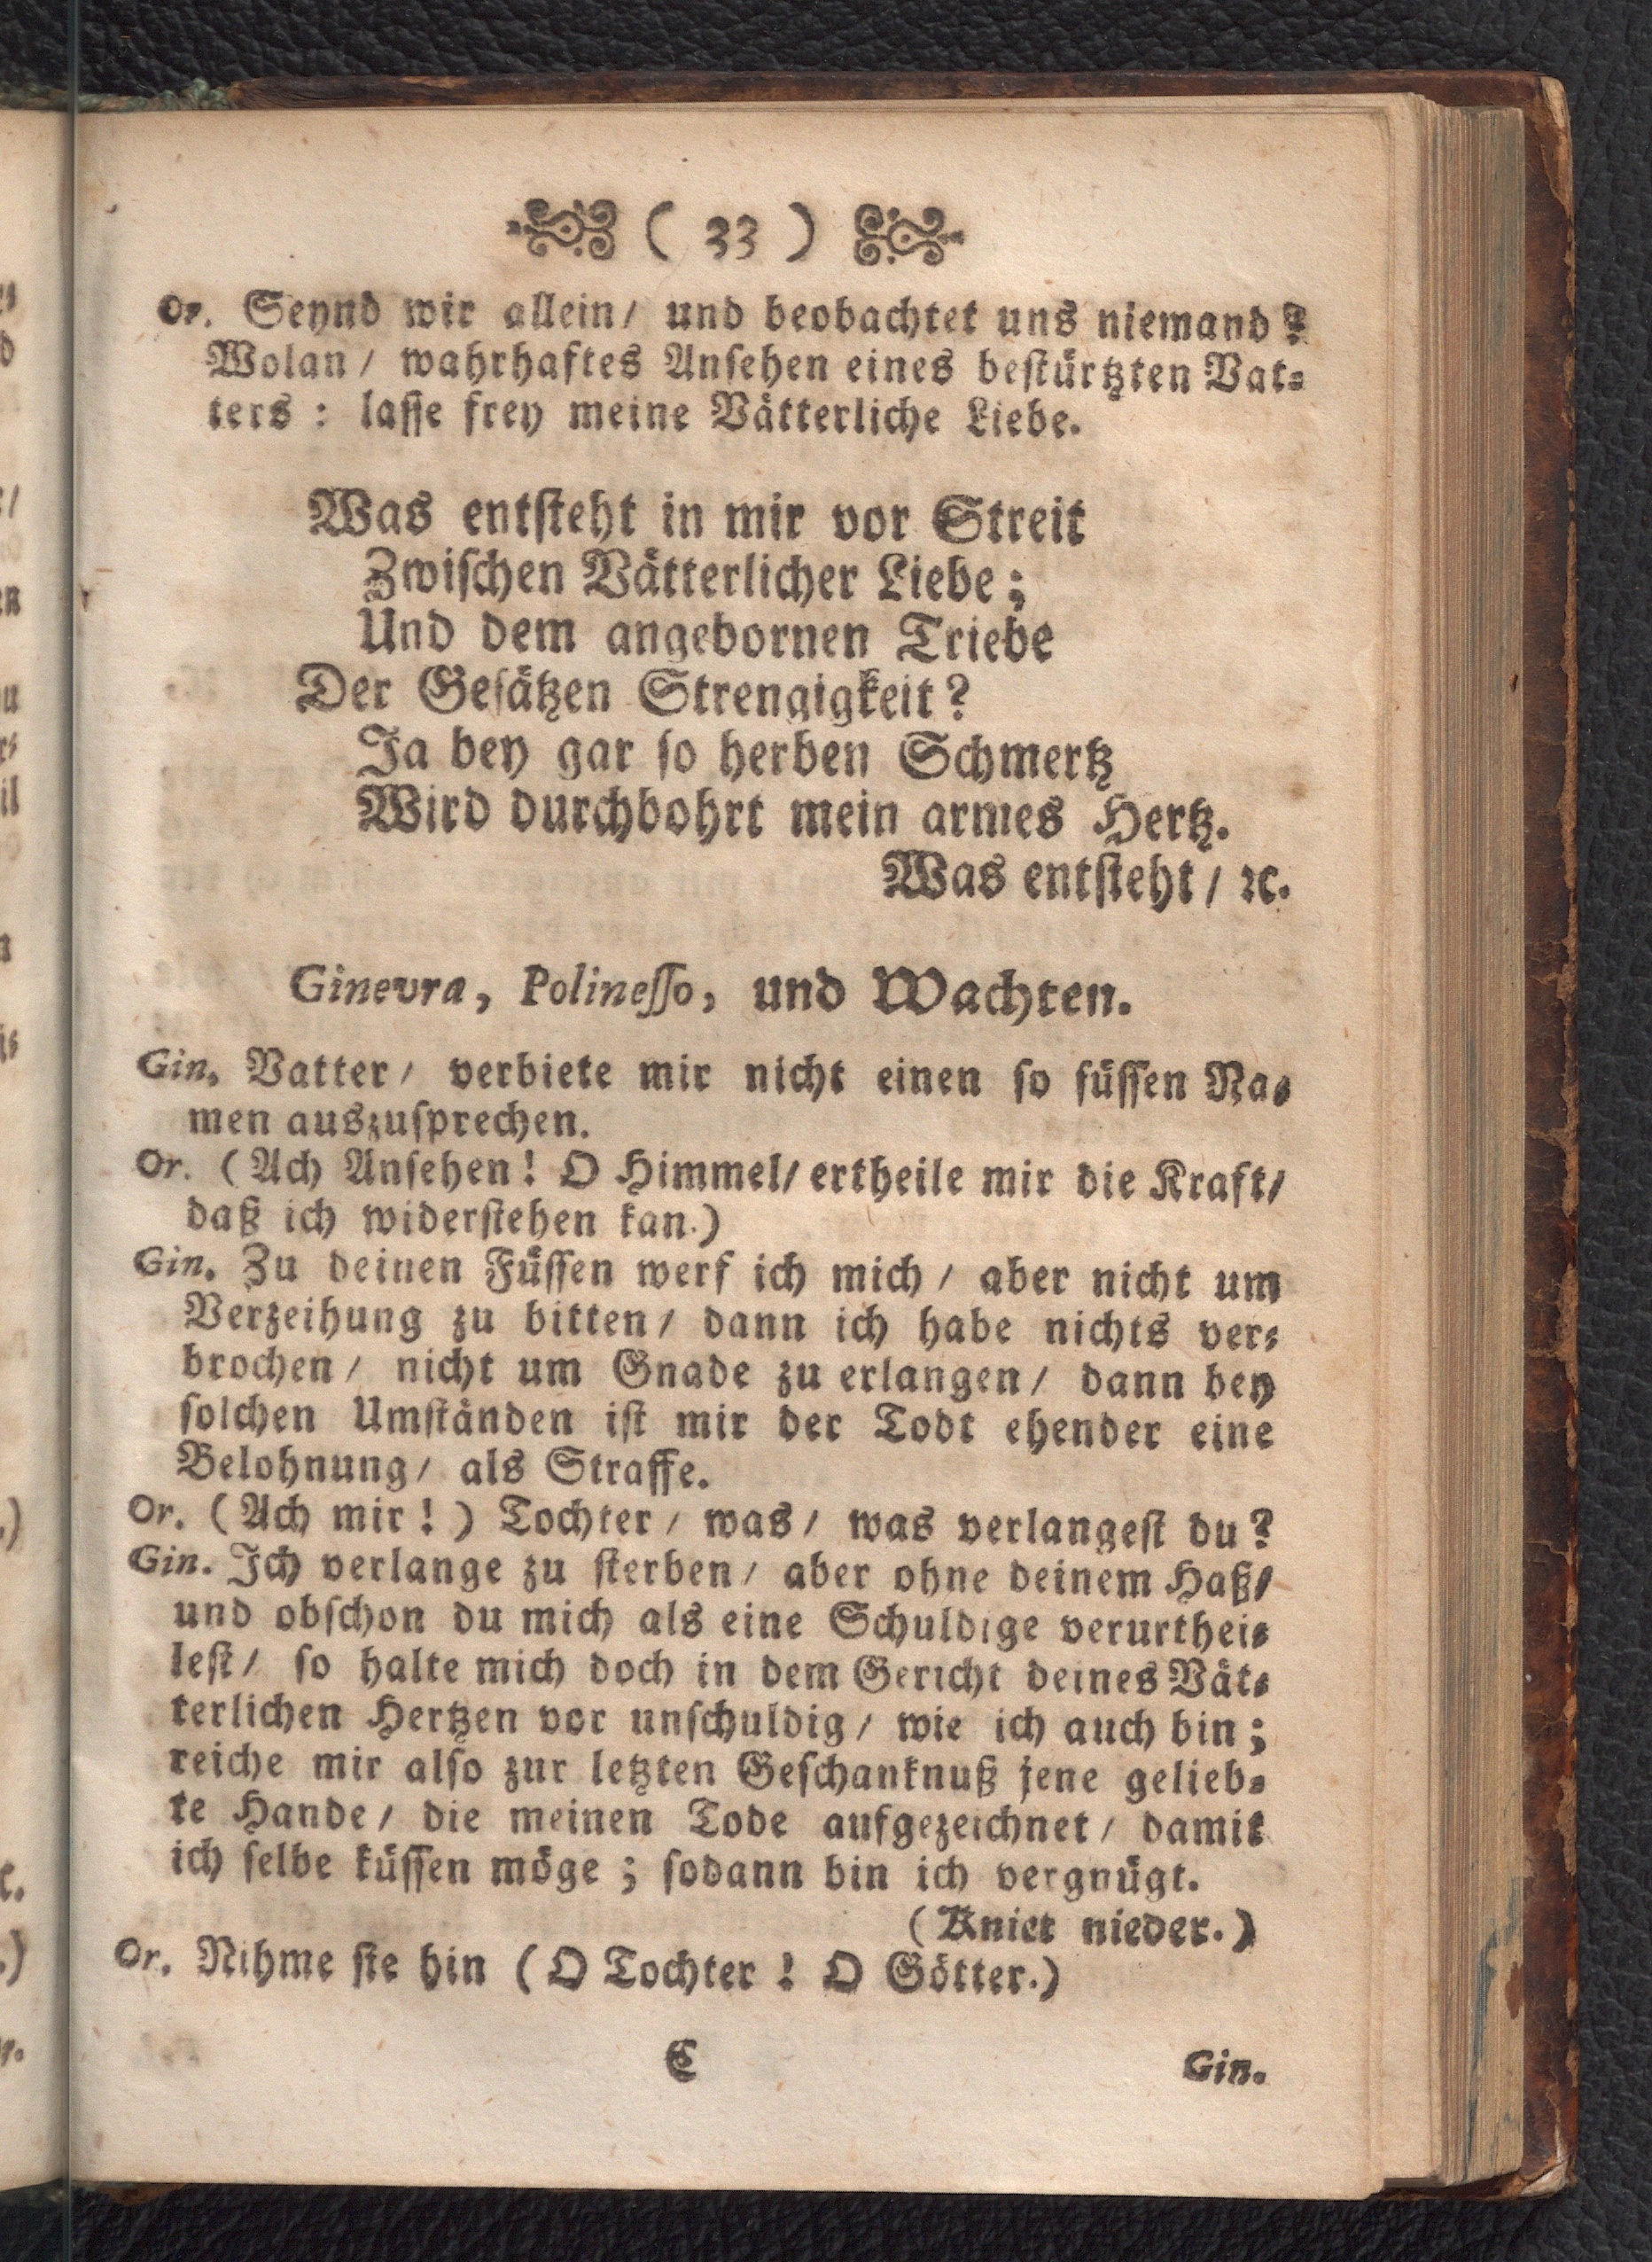 ( 33 )
Or. Seynd wir allein/ und beobachtet uns niemand?
Wolan/ wahrhaftes Ansehen eines bestürtzten Vat-
ters: lasse frey meine Vätterliche Liebe.
Was entsteht in mir vor Streit
Zwischen Vätterlicher Liebe;
Und dem angebornen Triebe
Der Gesätzen Strengigkeit?
Ja bey gar so herben Schmertz
Wird durchbohrt mein armes Hertz.
Was entsteht/ ꝛc.
Ginevra, Polinesso, und Wachten.
Gin. Vatter/ verbiete mir nicht einen so süssen Na-
men auszusprechen.
Or. (Ach Ansehen! O Himmel/ ertheile mir die Kraft/
daß ich widerstehen kan.)
Gin. Zu deinen Füssen werf ich mich/ aber nicht um
Verzeihung zu bitten/ dann ich habe nichts ver-
brochen/ nicht um Gnade zu erlangen/ dann bey
solchen Umständen ist mir der Todt ehender eine
Belohnung/ als Straffe.
Or. (Ach mir!) Tochter/ was/ was verlangest du?
Gin. Ich verlange zu sterben/ aber ohne deinem Haß/
und obschon du mich als eine Schuldige verurthei-
lest/ so halte mich doch in dem Gericht deines Vät-
terlichen Hertzen vor unschuldig/ wie ich auch bin;
reiche mir also zur letzten Geschanknuß jene gelieb-
te Hande/ die meinen Tode aufgezeichnet/ damit
ich selbe küssen möge; sodann bin ich vergnügt.
(Kniet nieder.)
Or. Nihme sie hin (O Tochter! O Götter.)
C
Gin.